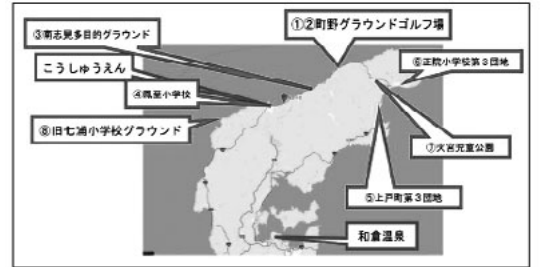 ①②町野グラウンドゴルフ場
③南志見多目的グラウンド
⑥正院小学校第3団地
こうしゅうえん
④鳳至小学校
⑧旧七浦小学校グラウンド
⑦大宮児童公園
⑤上戸町第3団地
和倉温泉